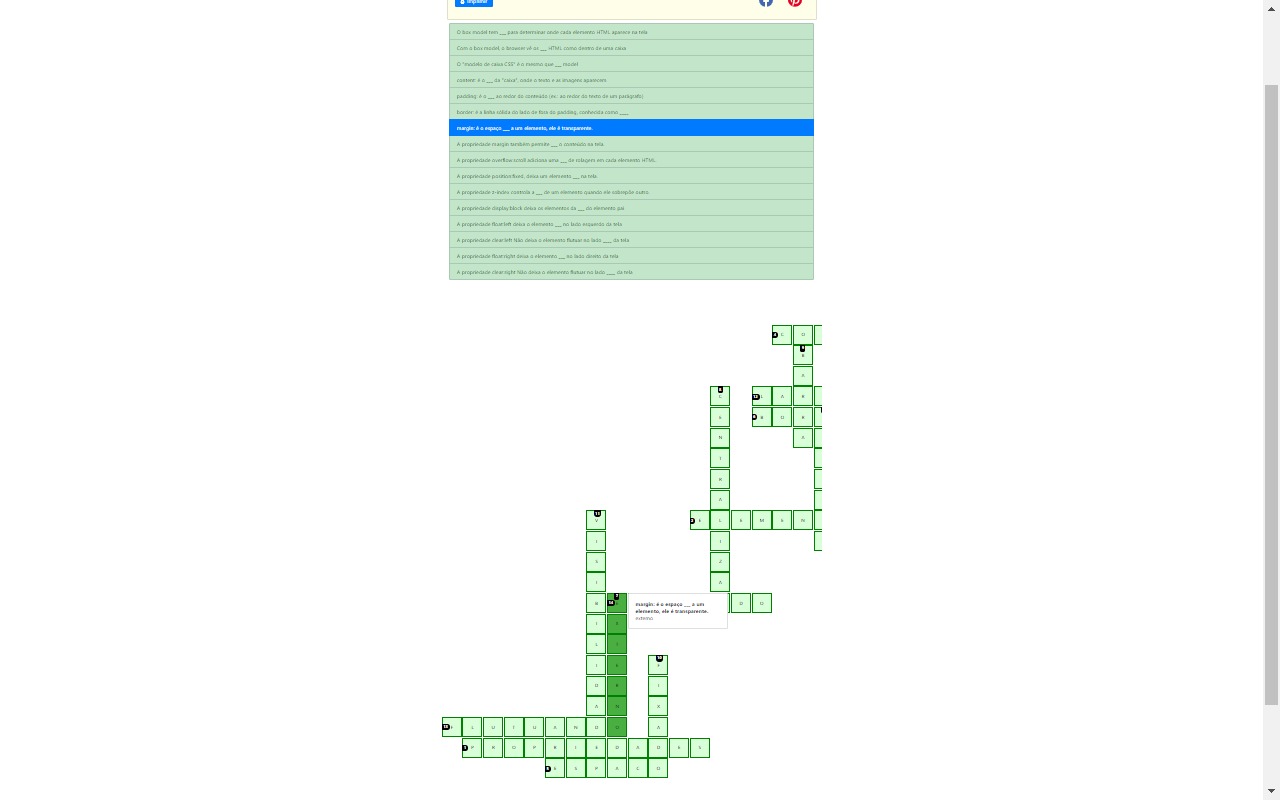 Imprimir
O box model tem ___ para determinar onde cada elemento HTML aparece na tela
Com o box model, o browser vê os ___ HTML como dentro de uma caixa
O "modelo de caixa CSS" é o mesmo que ___ model
content: é o ___ da "caixa", onde o texto e as imagens aparecem
padding: é o ___ ao redor do conteúdo (ex.: ao redor do texto de um parágrafo)
border: é a linha sólida do lado de fora do padding, conhecida como ___
margin: é o espaço ___ a um elemento, ele é transparente.
A propriedade margin também permite ___ o conteúdo na tela
A propriedade overflow:scroll adiciona uma ___ de rolagem em cada elemento HTML
A propriedade position:fixed, deixa um elemento ___ na tela
A propriedade z-index controla a ___ de um elemento quando ele sobrepõe outro
A propriedade display:block deixa os elementos da ___ do elemento pai
A propriedade float:left deixa o elemento ___ no lado esquerdo da tela
A propriedade clear:left Não deixa o elemento flutuar no lado ___ da tela
A propriedade float:right deixa o elemento ___ no lado direito da tela
A propriedade clear:right Não deixa o elemento flutuar no lado ___ da tela
C O
B
A
C L A R
E B O R
N A
I
R
A
V E L E M E N
I I
S Z
I A
B D O
margin: é o espaço ___ a um
elemento, ele é transparente.
externo
I
L
I
D I
A N X
L U T U A N D O A
P R O P R I E D A D E S
E S P A Ç O